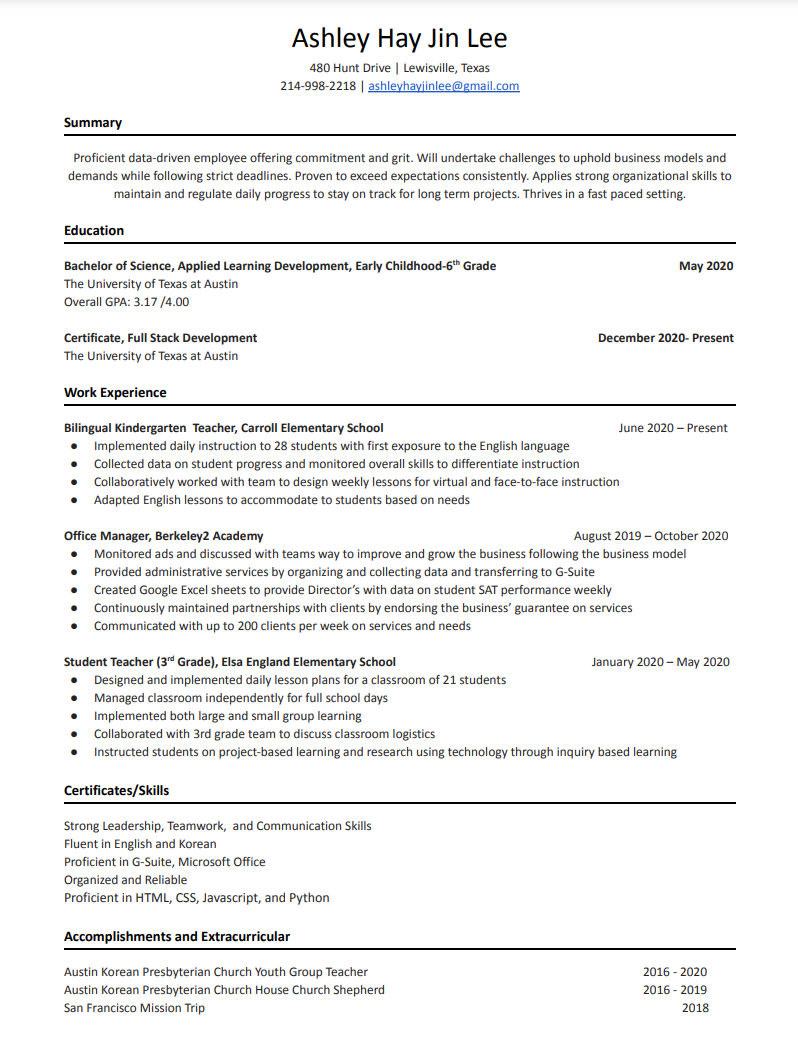 Ashley Hay Jin Lee
480 Hunt Drive | Lewisville, Texas
214-998-2218 | ashleyhayjinlee@gmail.com
Summary
Proficient data-driven employee offering commitment and grit. Will undertake challenges to uphold business models and
demands while following strict deadlines. Proven to exceed expectations consistently. Applies strong organizational skills to
maintain and regulate daily progress to stay on track for long term projects. Thrives in a fast paced setting.
Education
Bachelor of Science, Applied Learning Development, Early Childhood-6th Grade May 2020
The University of Texas at Austin
Overall GPA: 3.17 /4.00
Certificate, Full Stack Development December 2020- Present
The University of Texas at Austin
Work Experience
Bilingual Kindergarten  Teacher, Carroll Elementary School June 2020 – Present
● Implemented daily instruction to 28 students with first exposure to the English language
● Collected data on student progress and monitored overall skills to differentiate instruction
● Collaboratively worked with team to design weekly lessons for virtual and face-to-face instruction
● Adapted English lessons to accommodate to students based on needs
Office Manager, Berkeley2 Academy August 2019 – October 2020
● Monitored ads and discussed with teams way to improve and grow the business following the business model
● Provided administrative services by organizing and collecting data and transferring to G-Suite
● Created Google Excel sheets to provide Director’s with data on student SAT performance weekly
● Continuously maintained partnerships with clients by endorsing the business’ guarantee on services
● Communicated with up to 200 clients per week on services and needs
Student Teacher (3rd Grade), Elsa England Elementary School January 2020 – May 2020
● Designed and implemented daily lesson plans for a classroom of 21 students
● Managed classroom independently for full school days
● Implemented both large and small group learning
● Collaborated with 3rd grade team to discuss classroom logistics
● Instructed students on project-based learning and research using technology through inquiry based learning
Certificates/Skills
Strong Leadership, Teamwork,  and Communication Skills
Fluent in English and Korean
Proficient in G-Suite, Microsoft Office
Organized and Reliable
Proficient in HTML, CSS, Javascript, and Python
Accomplishments and Extracurricular
Austin Korean Presbyterian Church Youth Group Teacher 2016 - 2020
Austin Korean Presbyterian Church House Church Shepherd 2016 - 2019
San Francisco Mission Trip 2018